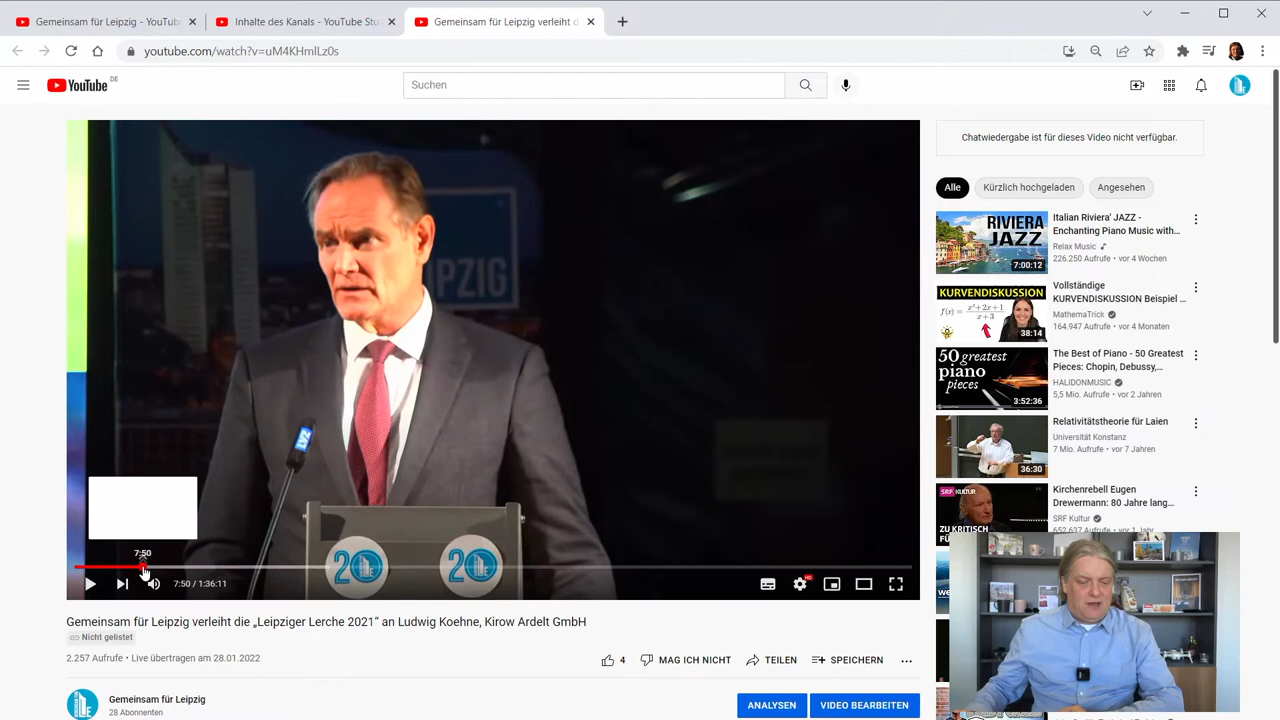 Gemeinsam für Leipzig - YouTube
Inhalte des Kanals - YouTube Stu
Gemeinsam für Leipzig verleiht d
youtube.com/watch?v=uM4KHmlLz0s
YouTube DE
Suchen
LEIPZIG
20
20
7:50
7:50 / 1:36:11
HD
Gemeinsam für Leipzig verleiht die „Leipziger Lerche 2021“ an Ludwig Koehne, Kirow Ardelt GmbH
Nicht gelistet
2.257 Aufrufe • Live übertragen am 28.01.2022
4
MAG ICH NICHT
TEILEN
SPEICHERN
Gemeinsam für Leipzig
28 Abonnenten
ANALYSEN
VIDEO BEARBEITEN
Chatwiedergabe ist für dieses Video nicht verfügbar.
Alle
Kürzlich hochgeladen
Angesehen
RIVIERA
JAZZ
7:00:12
Italian Riviera' JAZZ -
Enchanting Piano Music with…
Relax Music
226.250 Aufrufe • vor 4 Wochen
KURVENDISKUSSION
38:14
Vollständige
KURVENDISKUSSION Beispiel …
MathemaTrick
164.947 Aufrufe • vor 4 Monaten
50 greatest
piano
pieces
3:52:36
The Best of Piano - 50 Greatest
Pieces: Chopin, Debussy,…
HALIDONMUSIC
5,5 Mio. Aufrufe • vor 2 Jahren
36:30
Relativitätstheorie für Laien
Universität Konstanz
7 Mio. Aufrufe • vor 7 Jahren
SRF KULTUR
ZU KRITISCH
Kirchenrebell Eugen
Drewermann: 80 Jahre lang…
SRF Kultur
652.637 Aufrufe • vor 1 Jahr